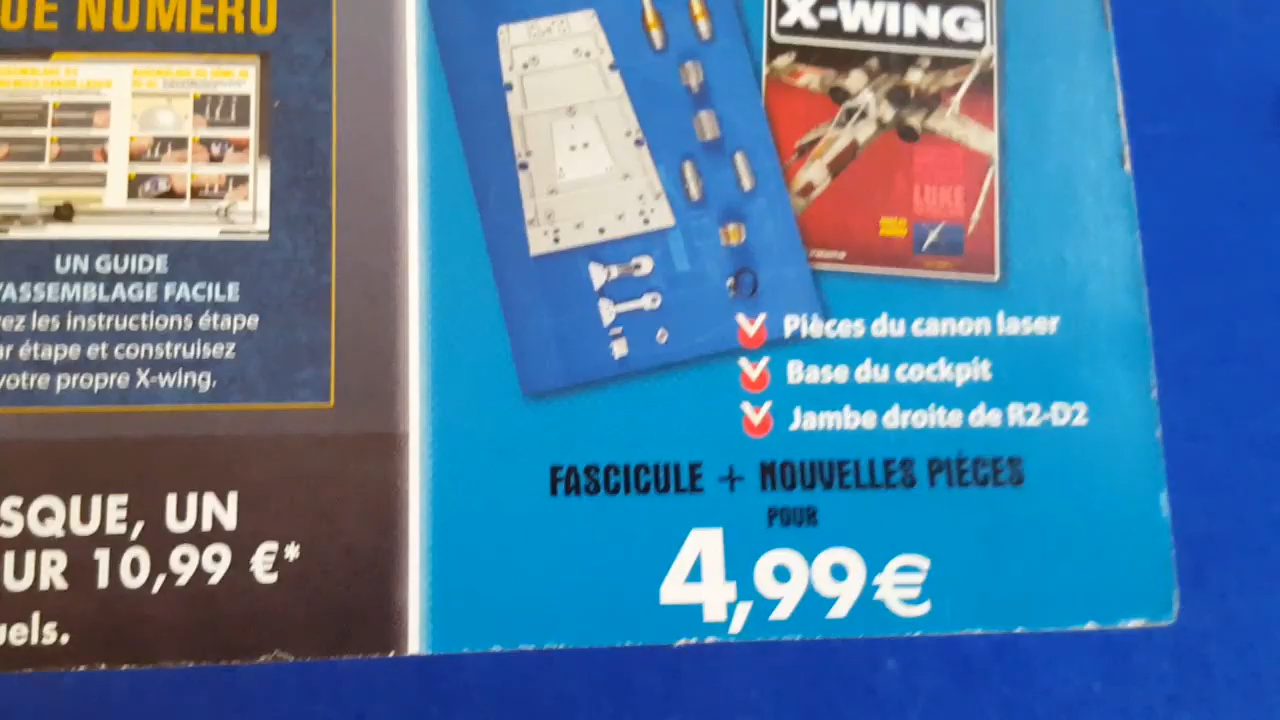 UE NUMÉRO
UN GUIDE
'ASSEMBLAGE FACILE
ez les instructions étape
ar étape et construisez
votre propre X-wing.
SQUE, UN
UR 10,99 €*
uels.
X-WING
LUKE
Pièces du canon laser
Base du cockpit
Jambe droite de R2-D2
FASCICULE + NOUVELLES PIÈCES
POUR
4,99€